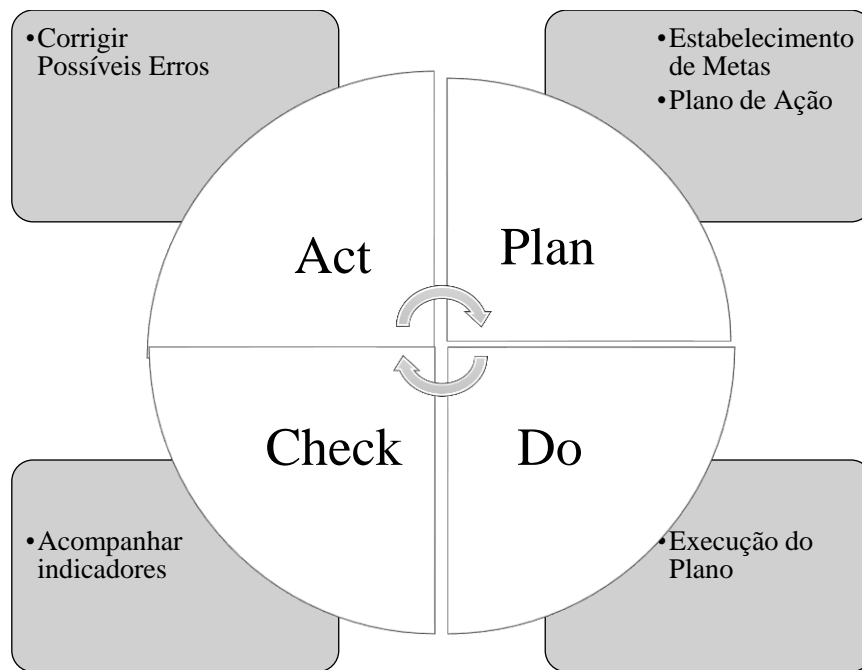 •Corrigir
Possíveis Erros
•Estabelecimento
de Metas
•Plano de Ação
Act
Plan
Check
Do
•Acompanhar
indicadores
•Execução do
Plano